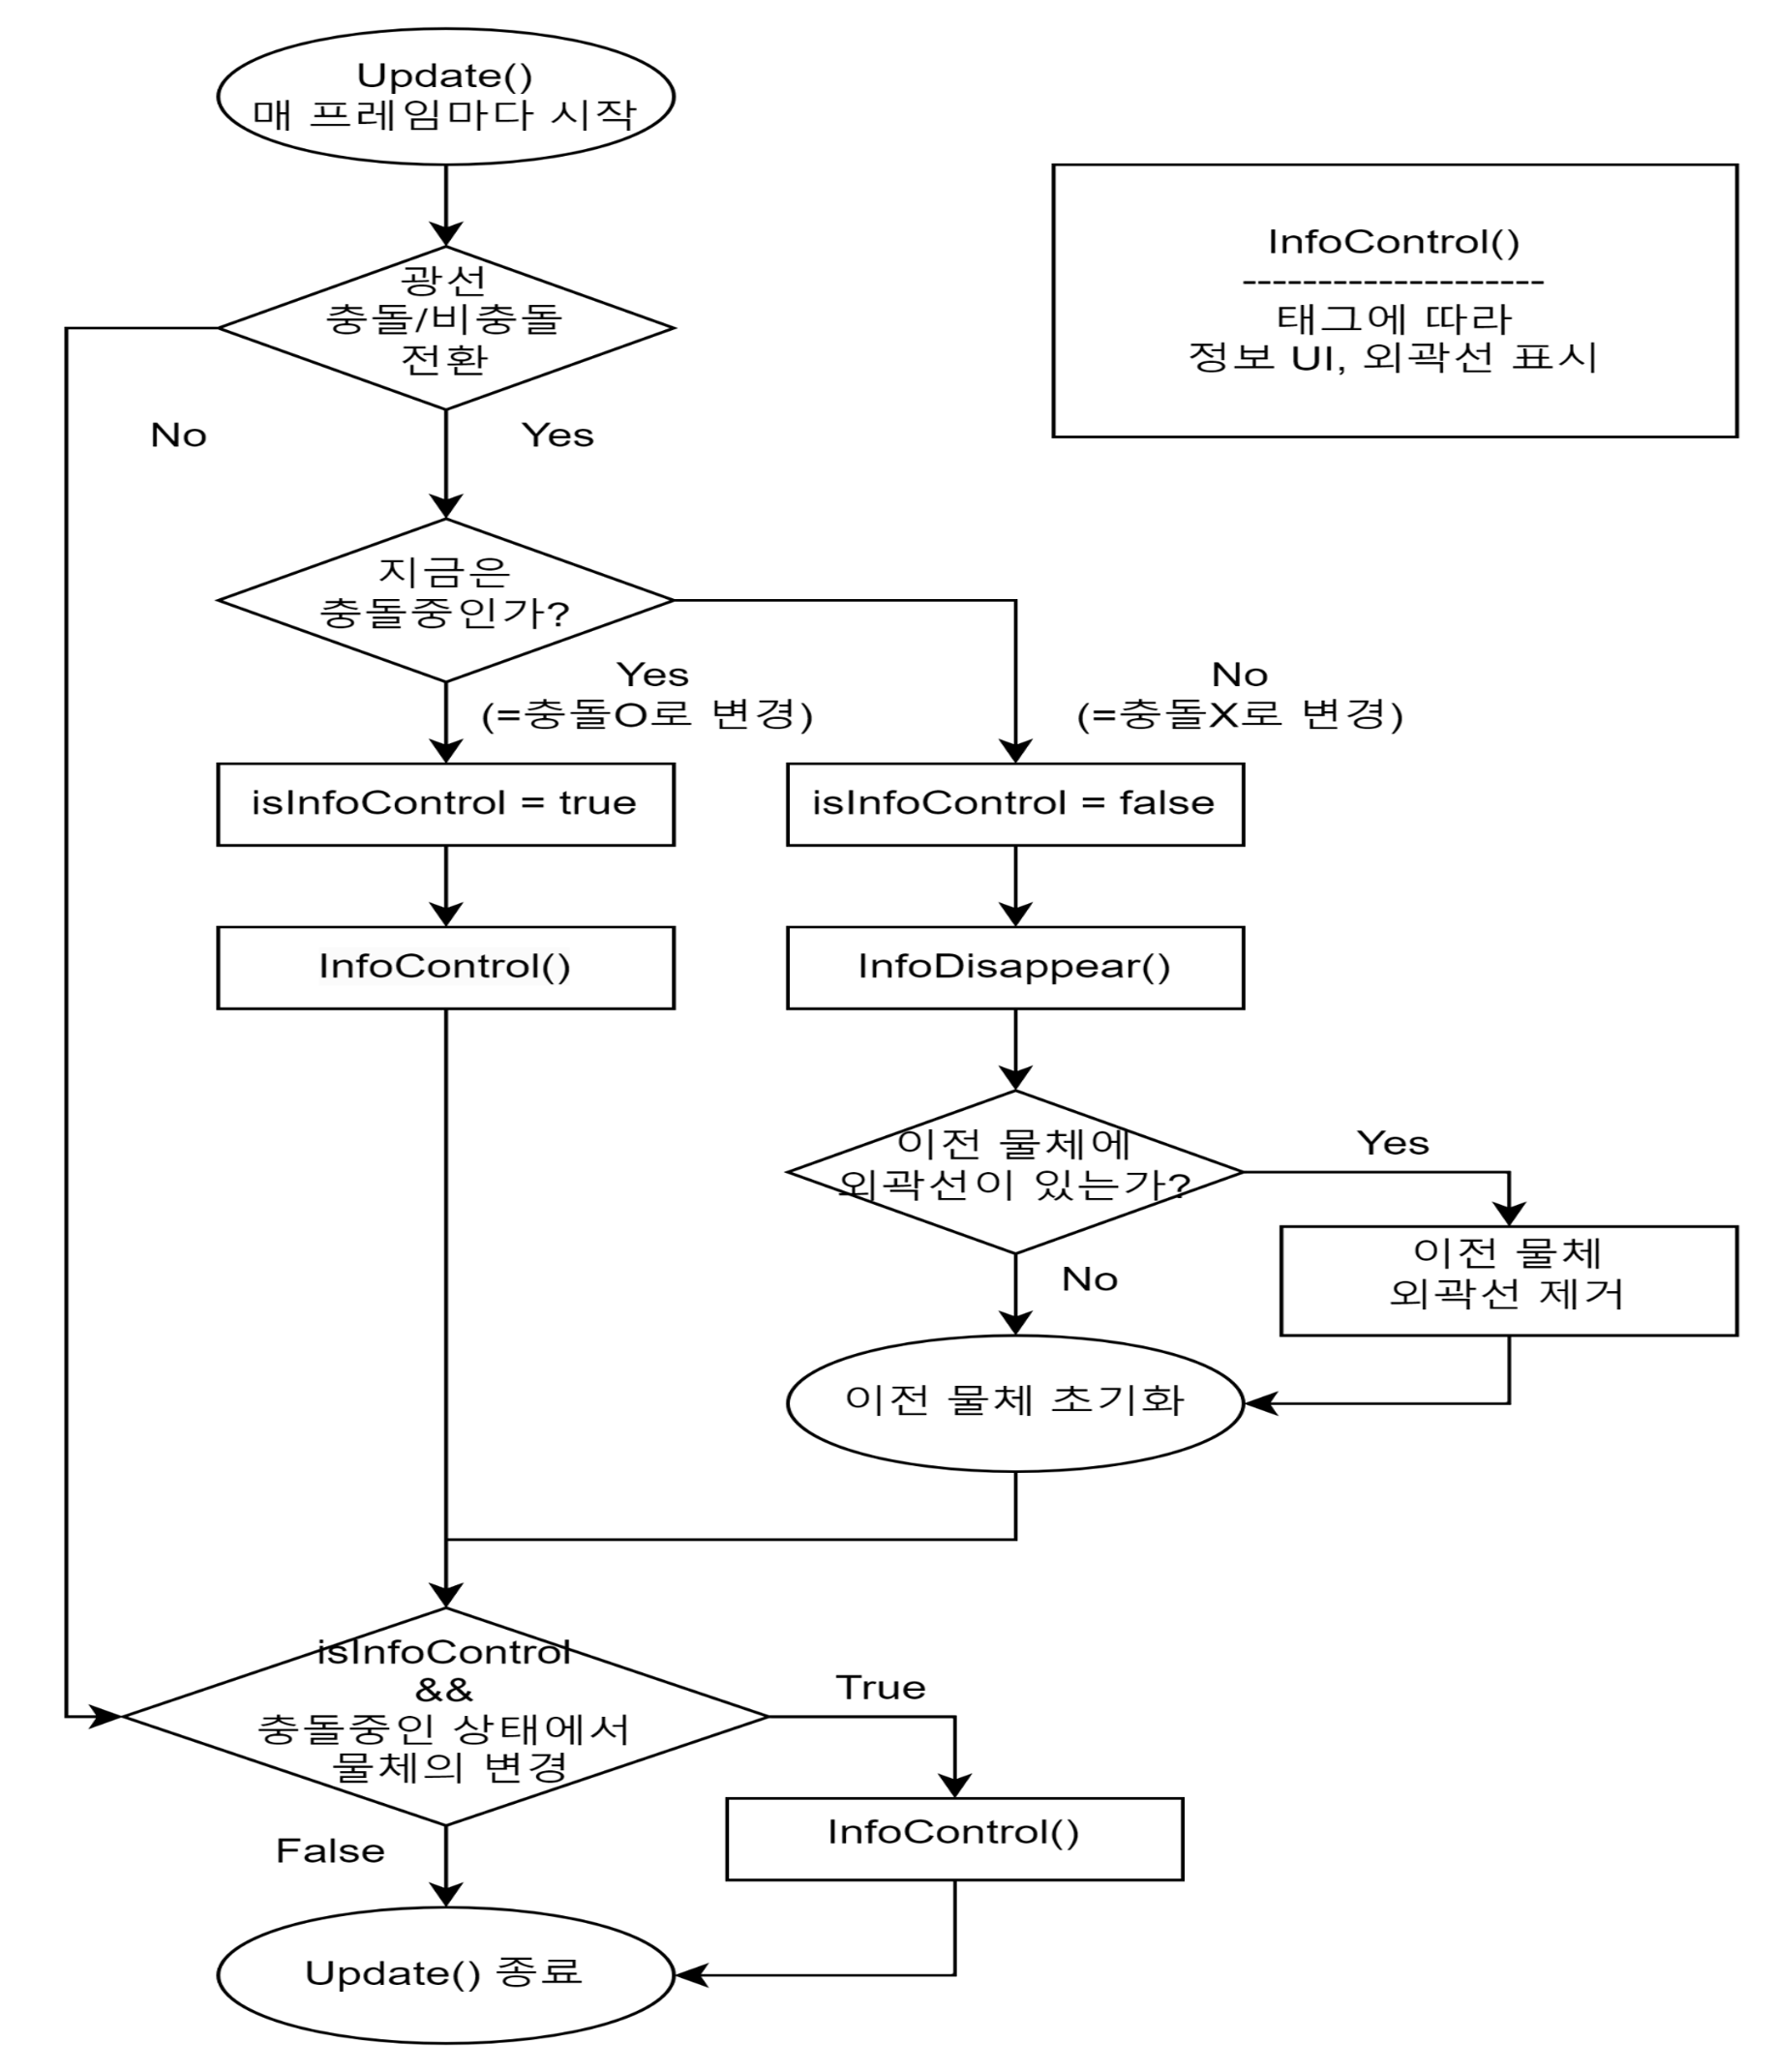 Update()
매 프레임마다 시작
InfoControl()
--------------------
태그에 따라
정보 UI, 외곽선 표시
광선
충돌/비충돌
전환
No
Yes
지금은
충돌중인가?
Yes
(=충돌O로 변경)
No
(=충돌X로 변경)
isInfoControl = true
isInfoControl = false
InfoControl()
InfoDisappear()
이전 물체에
외곽선이 있는가?
Yes
이전 물체
외곽선 제거
No
이전 물체 초기화
isInfoControl
&&
충돌중인 상태에서
물체의 변경
True
InfoControl()
False
Update() 종료